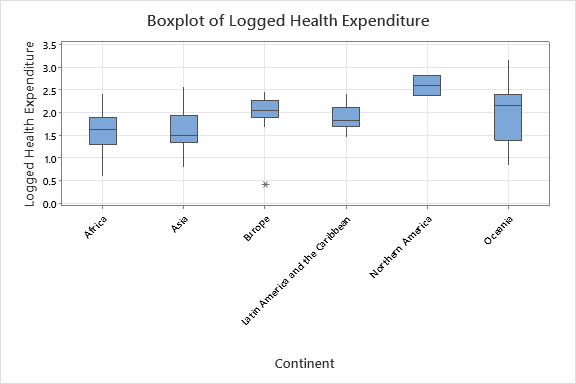 Boxplot of Logged Health Expenditure
Logged Health Expenditure
3.5
3.0
2.5
2.0
1.5
1.0
0.5
0.0
Africa
Asia
Europe
Latin America and the Caribbean
Northern America
Oceania
Continent